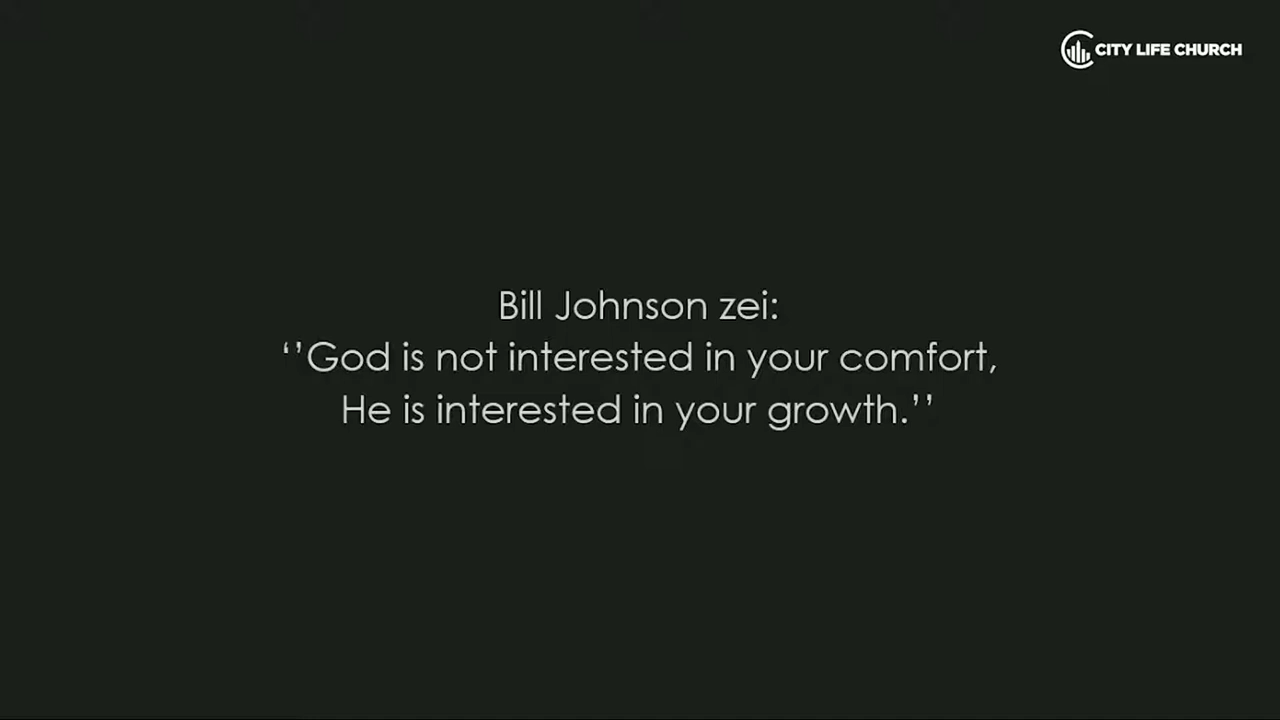 CITY LIFE CHURCH
Bill Johnson zei:
‘’God is not interested in your comfort,
He is interested in your growth.’’